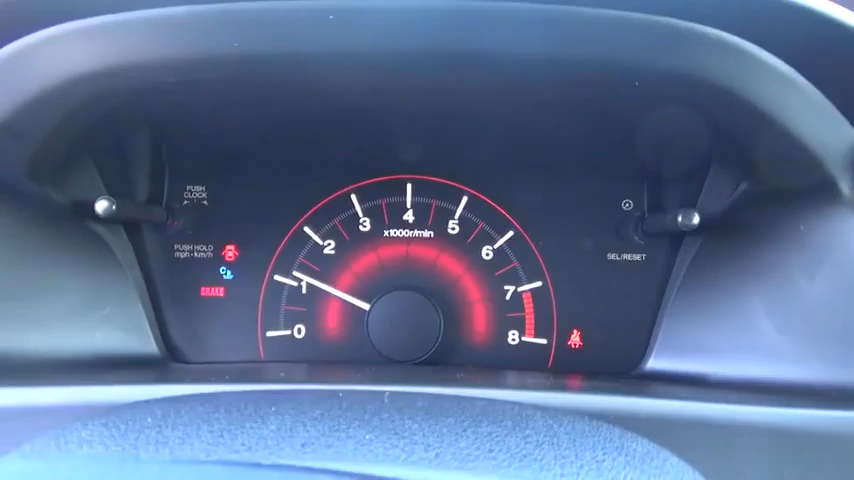 PUSH
CLOCK
PUSH HOLD
mph·km/h
BRAKE
SEL/RESET
x1000r/min
0
1
2
3
4
5
6
7
8